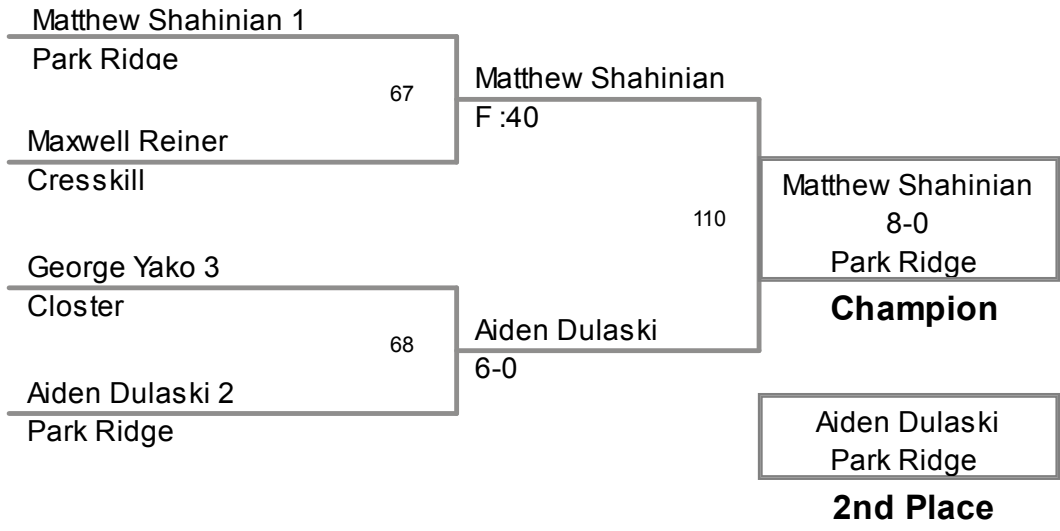 Matthew Shahinian 1
Park Ridge
67
Maxwell Reiner
Cresskill
George Yako 3
Closter
68
Aiden Dulaski 2
Park Ridge
Matthew Shahinian
F :40
110
Aiden Dulaski
6-0
Matthew Shahinian
8-0
Park Ridge
Champion
Aiden Dulaski
Park Ridge
2nd Place